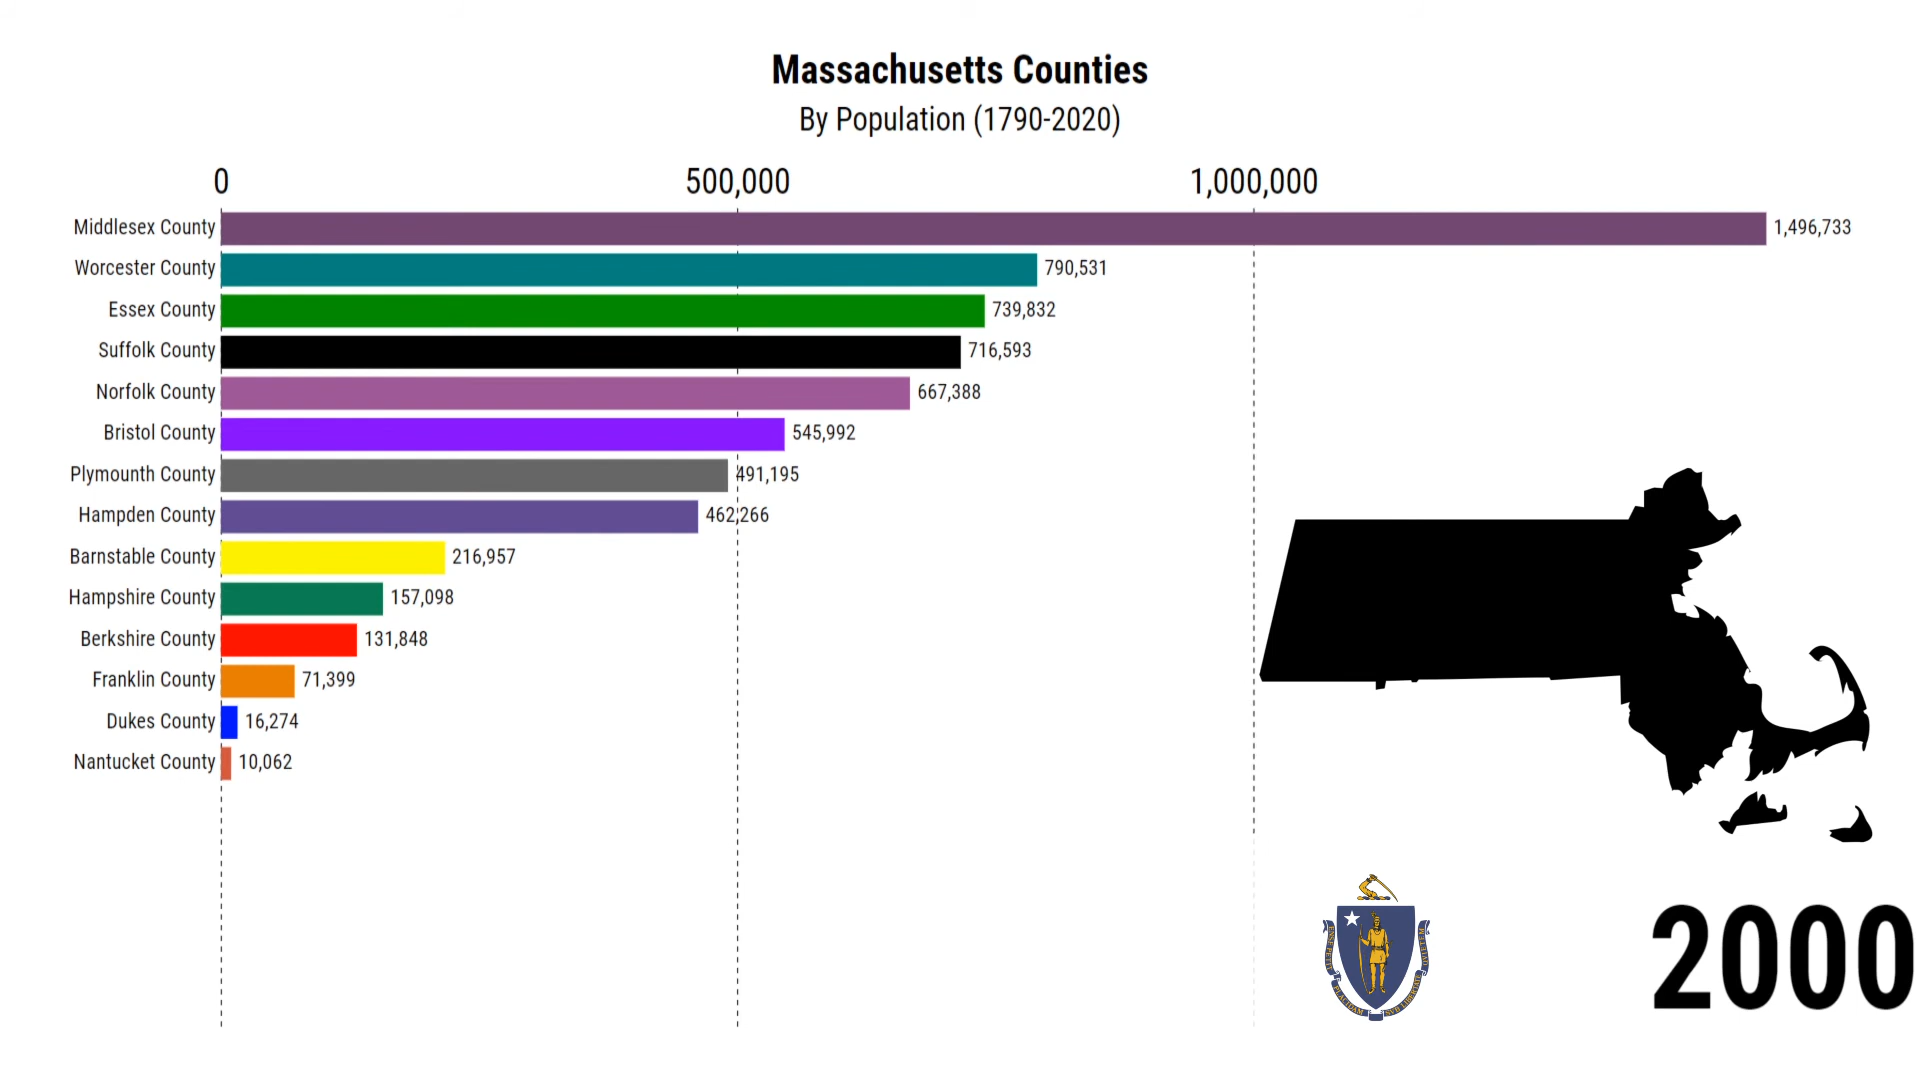 Massachusetts Counties
By Population (1790-2020)
0 500,000 1,000,000
Middlesex County 1,496,733
Worcester County 790,531
Essex County 739,832
Suffolk County 716,593
Norfolk County 667,388
Bristol County 545,992
Plymounth County 491,195
Hampden County 462,266
Barnstable County 216,957
Hampshire County 157,098
Berkshire County 131,848
Franklin County 71,399
Dukes County 16,274
Nantucket County 10,062
2000